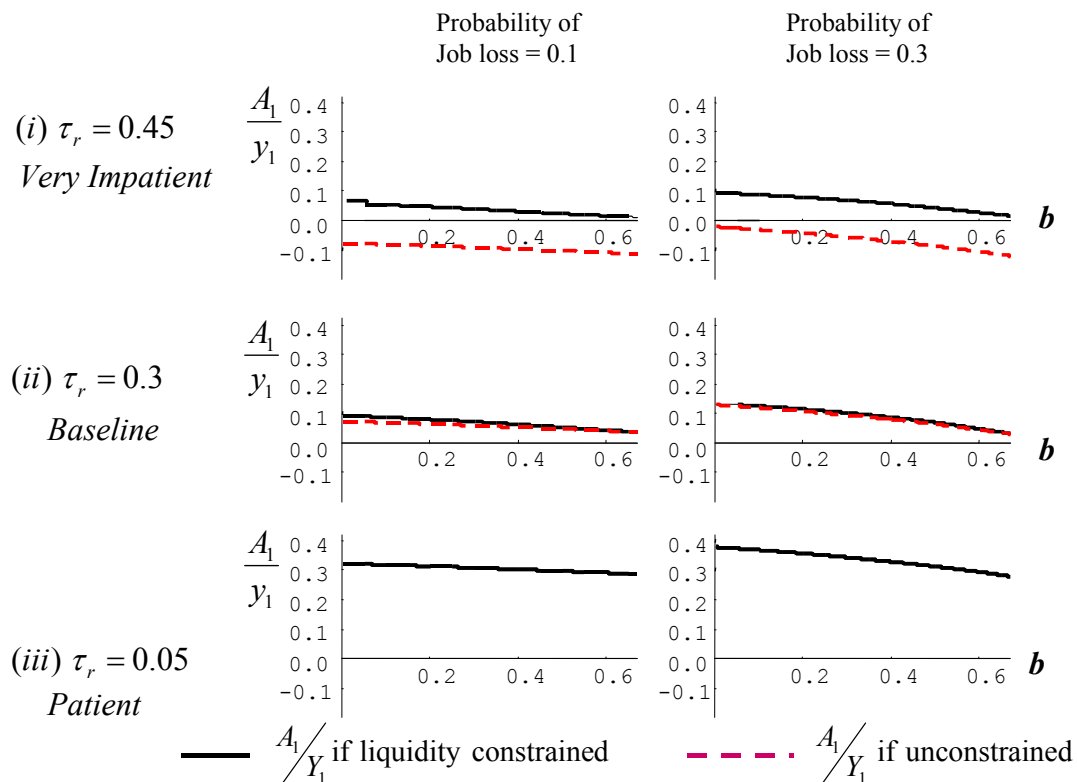 Probability of
Job loss = 0.1
Probability of
Job loss = 0.3
(i) τr = 0.45
Very Impatient
A1
y1
0.4
0.3
0.2
0.1
0.0
-0.1
0.2 0.4 0.6
0.4
0.3
0.2
0.1
0.0
-0.1
0.2 0.4 0.6
b
(ii) τr = 0.3
Baseline
A1
y1
0.4
0.3
0.2
0.1
0.0
-0.1
0.2 0.4 0.6
0.4
0.3
0.2
0.1
0.0
-0.1
0.2 0.4 0.6
b
(iii) τr = 0.05
Patient
A1
y1
0.4
0.3
0.2
0.1
0.0
-0.1
0.2 0.4 0.6
0.4
0.3
0.2
0.1
0.0
-0.1
0.2 0.4 0.6
b
A1/Y1 if liquidity constrained
A1/Y1 if unconstrained